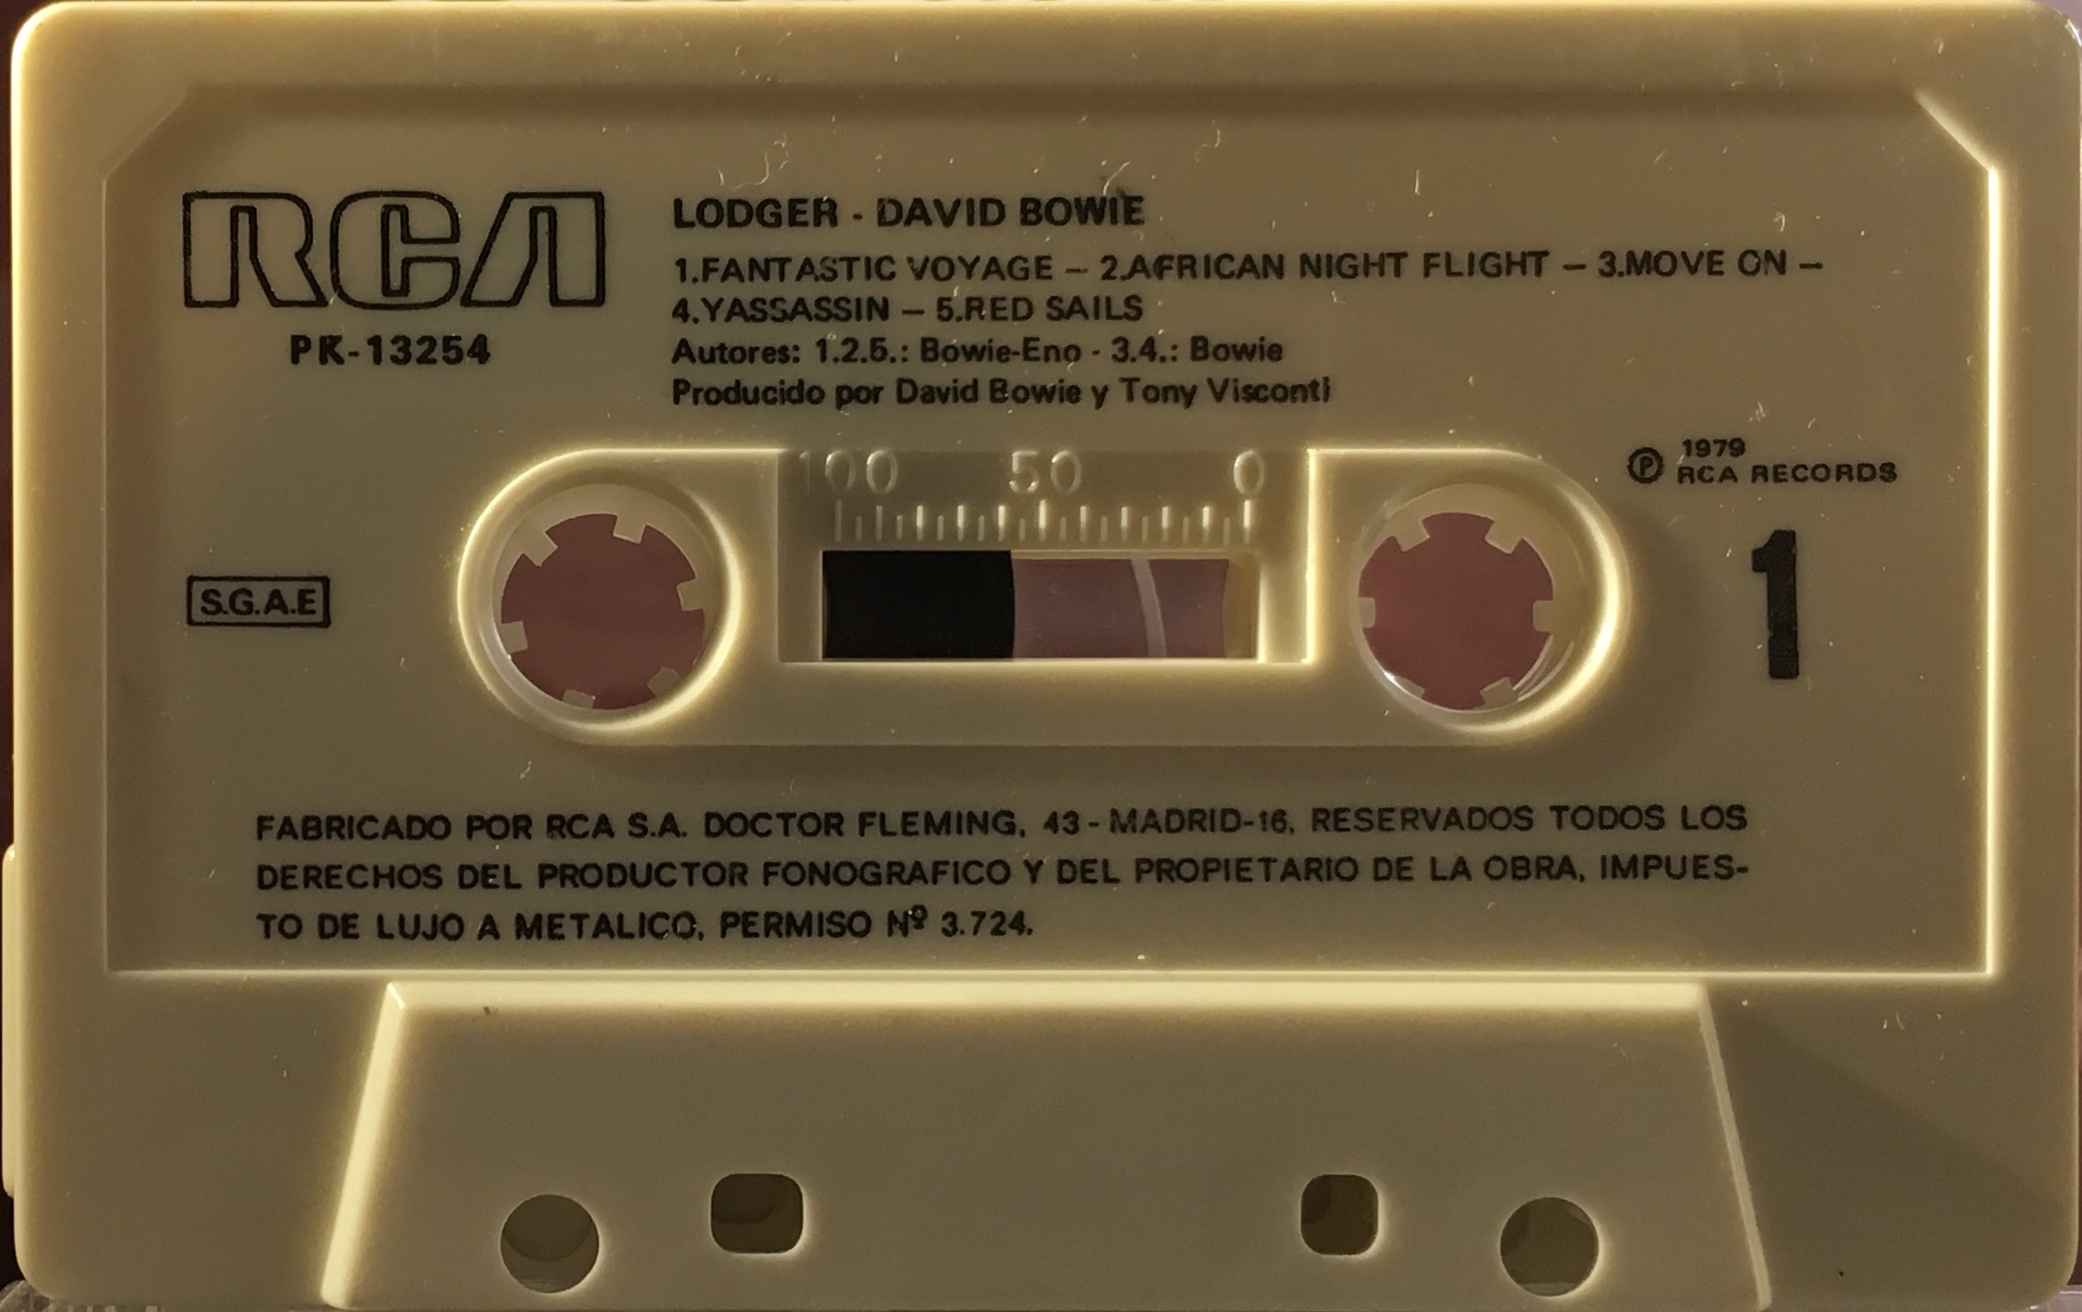 RCA
PK-13254
LODGER - DAVID BOWIE
1.FANTASTIC VOYAGE – 2.AFRICAN NIGHT FLIGHT – 3.MOVE ON –
4.YASSASSIN – 5.RED SAILS
Autores: 1.2.5.: Bowie-Eno - 3.4.: Bowie
Producido por David Bowie y Tony Visconti
100 50 0
Ⓟ 1979
RCA RECORDS
S.G.A.E
1
FABRICADO POR RCA S.A. DOCTOR FLEMING, 43 - MADRID-16, RESERVADOS TODOS LOS
DERECHOS DEL PRODUCTOR FONOGRAFICO Y DEL PROPIETARIO DE LA OBRA, IMPUES-
TO DE LUJO A METALICO, PERMISO Nº 3.724.